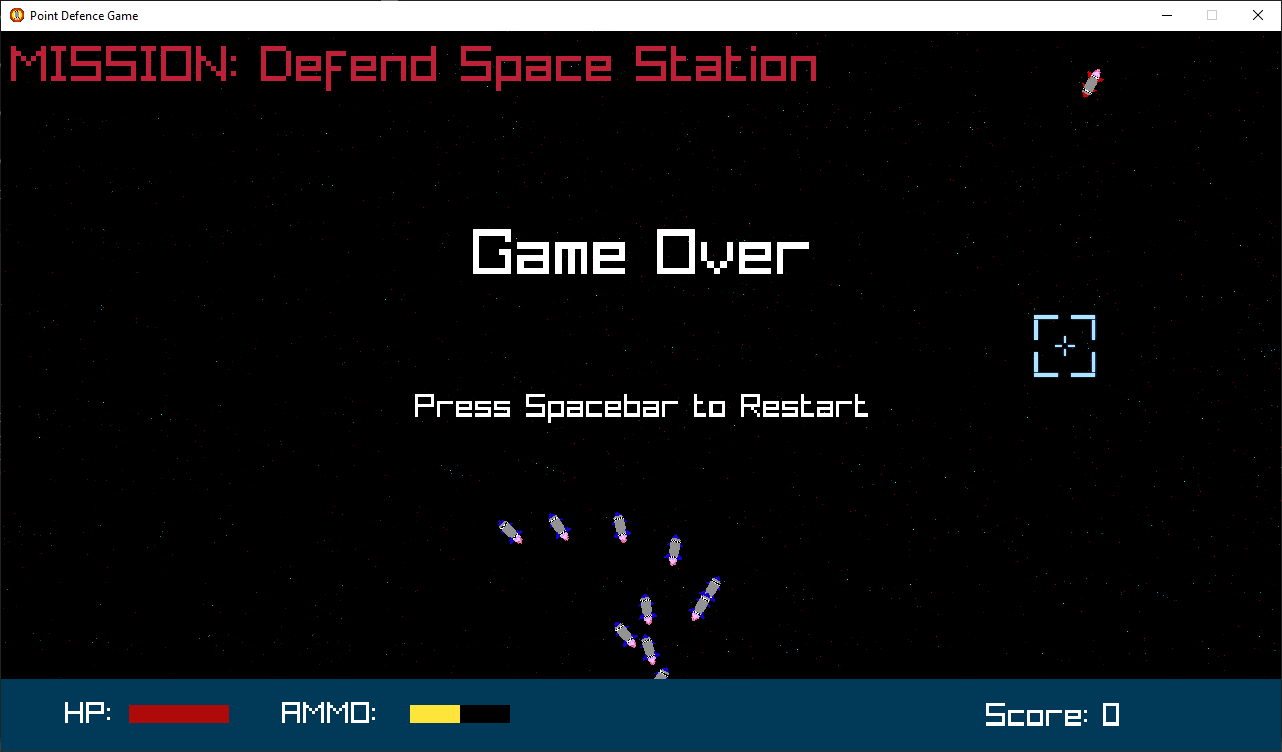 Point Defence Game
MISSION: Defend Space Station
Game Over
Press Spacebar to Restart
HP: AMMO: Score: 0